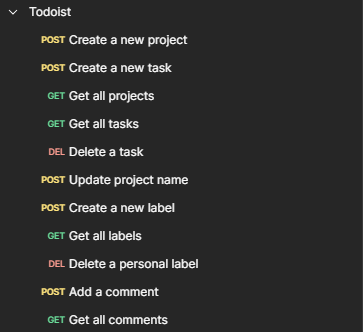 Todoist
POST Create a new project
POST Create a new task
GET Get all projects
GET Get all tasks
DEL Delete a task
POST Update project name
POST Create a new label
GET Get all labels
DEL Delete a personal label
POST Add a comment
GET Get all comments